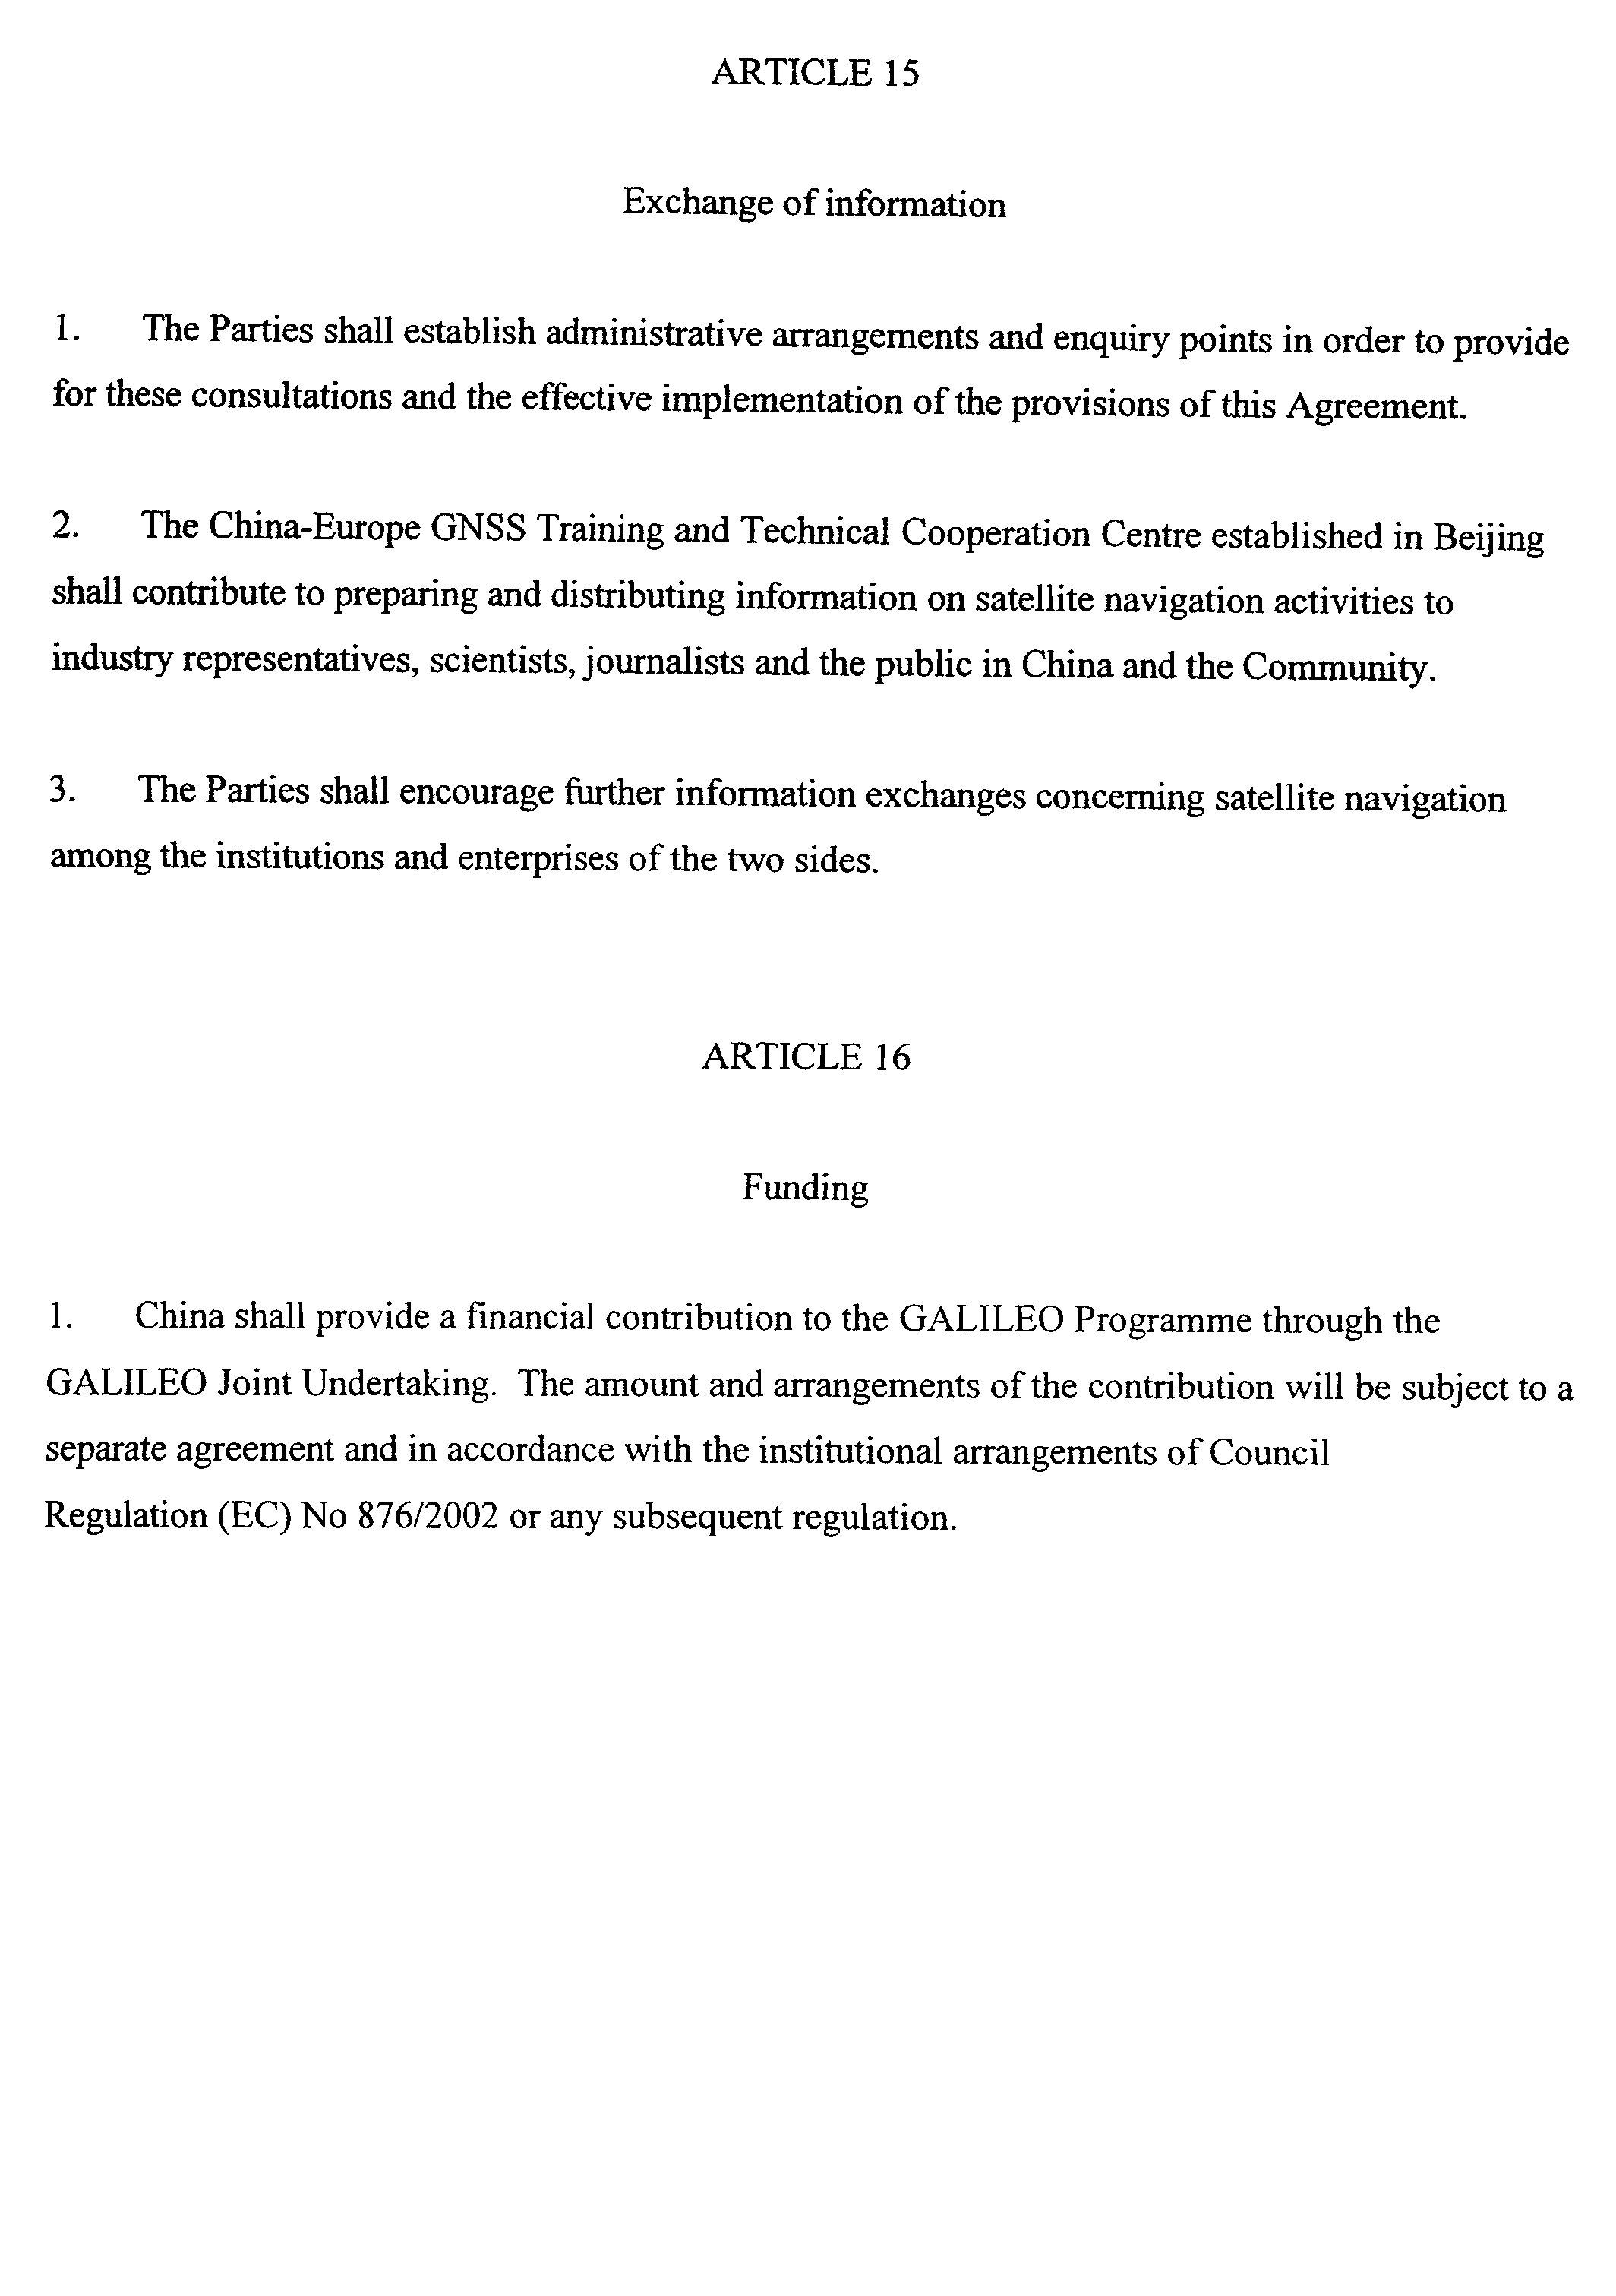 ARTICLE 15
Exchange of information
1. The Parties shall establish administrative arrangements and enquiry points in order to provide
for these consultations and the effective implementation of the provisions of this Agreement.
2. The China-Europe GNSS Training and Technical Cooperation Centre established in Beijing
shall contribute to preparing and distributing information on satellite navigation activities to
industry representatives, scientists, journalists and the public in China and the Community.
3. The Parties shall encourage further information exchanges concerning satellite navigation
among the institutions and enterprises of the two sides.
ARTICLE 16
Funding
1. China shall provide a financial contribution to the GALILEO Programme through the
GALILEO Joint Undertaking. The amount and arrangements of the contribution will be subject to a
separate agreement and in accordance with the institutional arrangements of Council
Regulation (EC) No 876/2002 or any subsequent regulation.